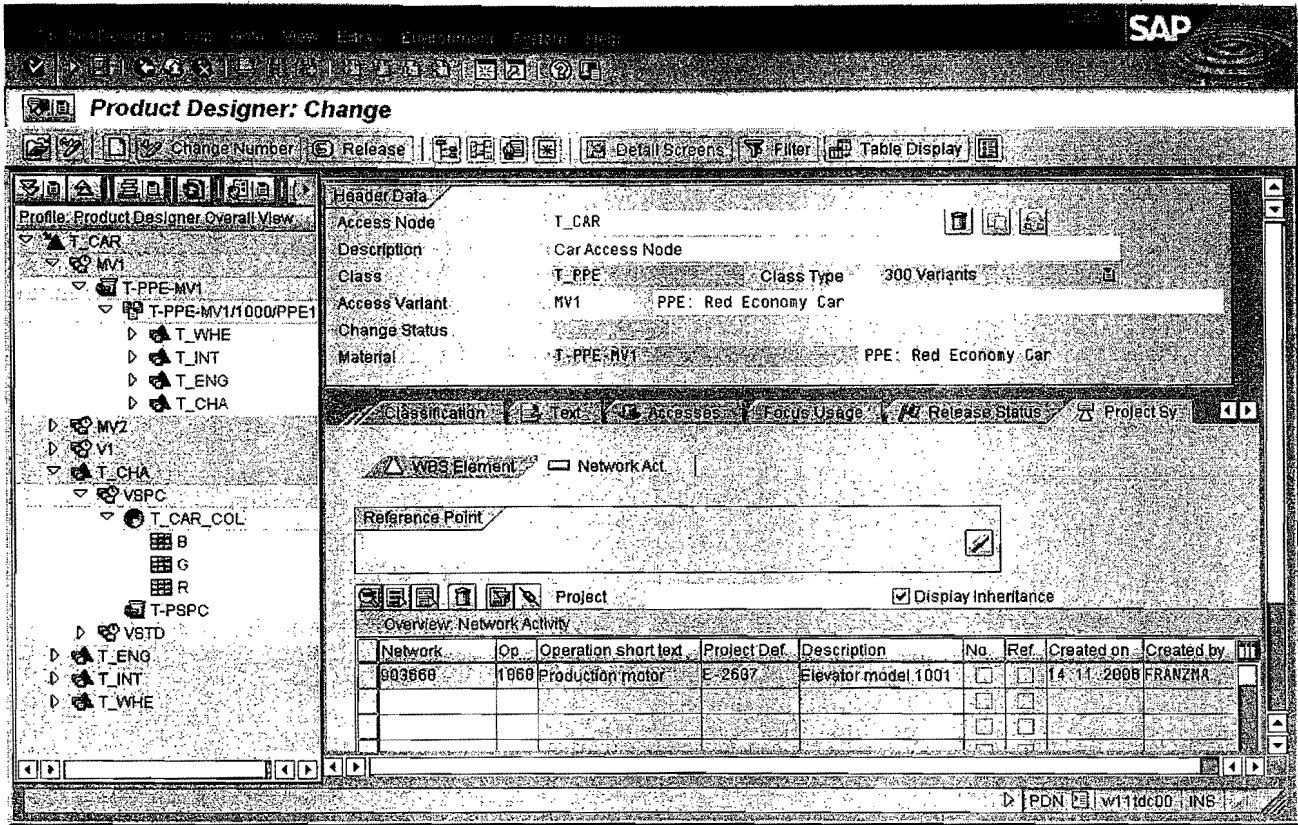 Extras Environment System Help
SAP
Product Designer: Change
Change Number Release Detail Screens Filter Table Display
Profile: Product Designer Overall View
T_CAR
MV1
T-PPE-MV1
T-PPE-MV1/1000/PPE1
T_WHE
T_INT
T_ENG
T_CHA
MV2
V1
T_CHA
VSPC
T_CAR_COL
B
G
R
T-PSPC
VSTD
T_ENG
T_INT
T_WHE
Header Data
Access Node T_CAR
Description Car Access Node
Class T_PPE Class Type 300 Variants
Access Variant MV1 PPE: Red Economy Car
Change Status
Material T-PPE-MV1 PPE: Red Economy Car
Classification Text Accesses Focus Usage Release Status Project Sy
WBS Element Network Act.
Reference Point
Project Display Inheritance
Overview: Network Activity
Network Op... Operation short text Project Def. Description No. Ref. Created on Created by
903668 1060 Production motor E-2607 Elevator model 1001 14.11.2006 FRANZMA
PDN w11tdc00 INS